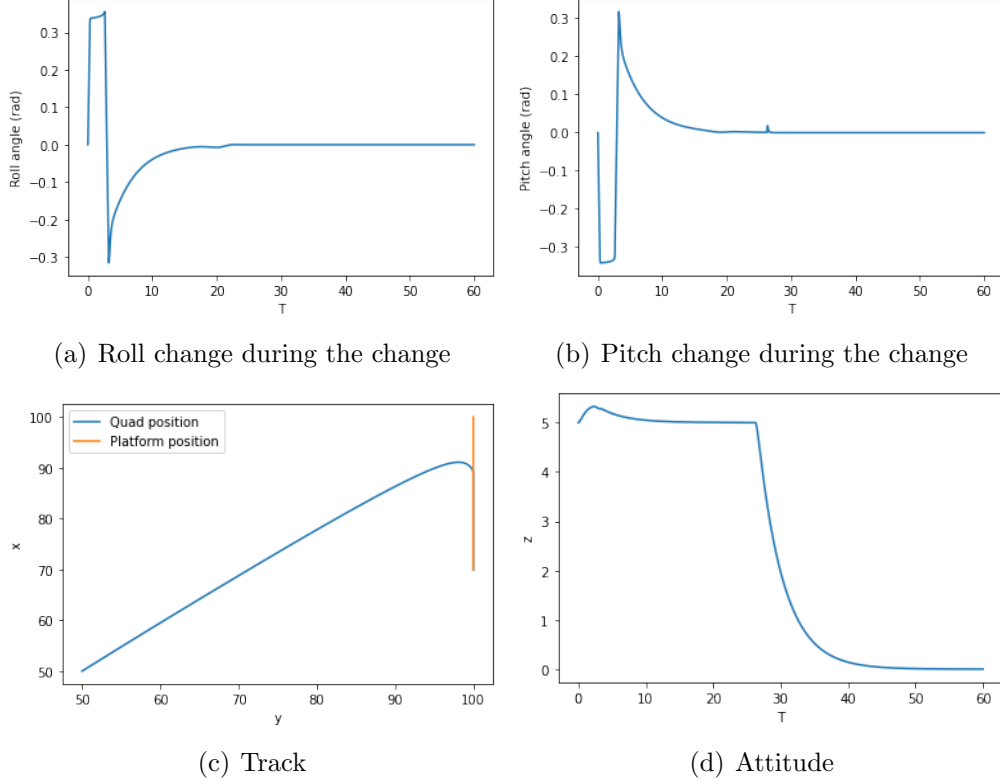 0.3
0.2
0.1
0.0
−0.1
−0.2
−0.3
Roll angle (rad)
0 10 20 30 40 50 60
T
(a) Roll change during the change
0.3
0.2
0.1
0.0
−0.1
−0.2
−0.3
Pitch angle (rad)
0 10 20 30 40 50 60
T
(b) Pitch change during the change
100
90
80
70
60
50
x
Quad position
Platform position
50 60 70 80 90 100
y
(c) Track
5
4
3
2
1
0
z
0 10 20 30 40 50 60
T
(d) Attitude